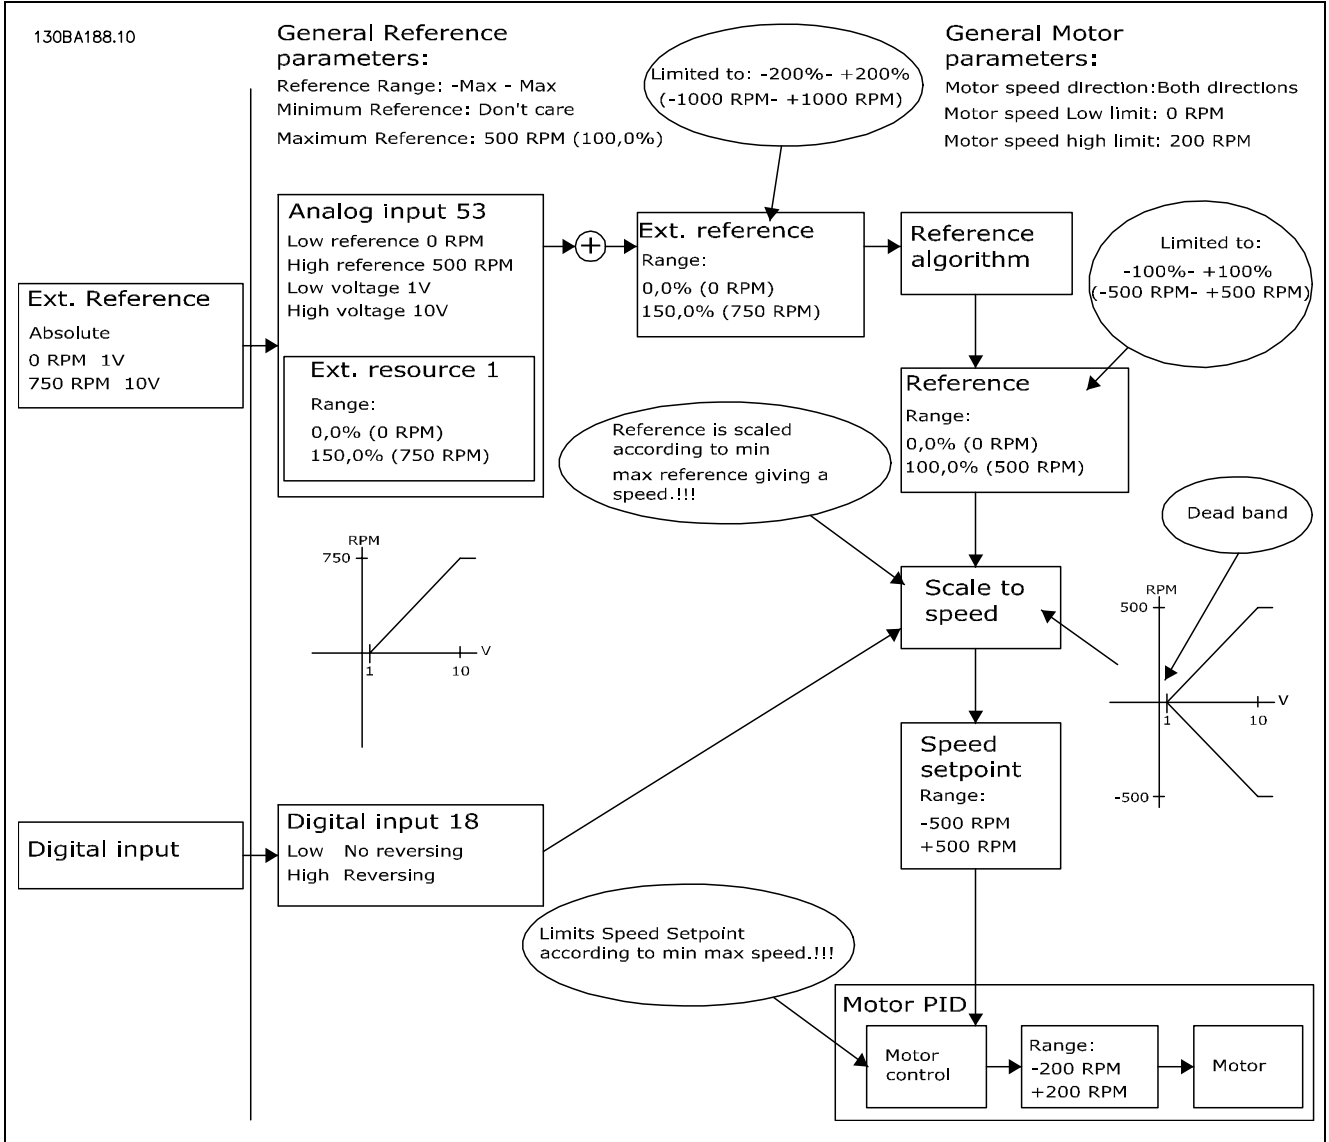 130BA188.10
General Reference
parameters:
Reference Range: -Max - Max
Minimum Reference: Don't care
Maximum Reference: 500 RPM (100,0%)
Limited to: -200%- +200%
(-1000 RPM- +1000 RPM)
General Motor
parameters:
Motor speed direction:Both directions
Motor speed Low limit: 0 RPM
Motor speed high limit: 200 RPM
Ext. Reference
Absolute
0 RPM 1V
750 RPM 10V
Analog input 53
Low reference 0 RPM
High reference 500 RPM
Low voltage 1V
High voltage 10V
Ext. resource 1
Range:
0,0% (0 RPM)
150,0% (750 RPM)
+
Ext. reference
Range:
0,0% (0 RPM)
150,0% (750 RPM)
Reference
algorithm
Limited to:
-100%- +100%
(-500 RPM- +500 RPM)
Reference
Range:
0,0% (0 RPM)
100,0% (500 RPM)
Reference is scaled
according to min
max reference giving a
speed.!!!
Dead band
RPM
750
V
1
10
Scale to
speed
RPM
500
V
1
10
-500
Speed
setpoint
Range:
-500 RPM
+500 RPM
Digital input
Digital input 18
Low No reversing
High Reversing
Limits Speed Setpoint
according to min max speed.!!!
Motor PID
Motor
control
Range:
-200 RPM
+200 RPM
Motor